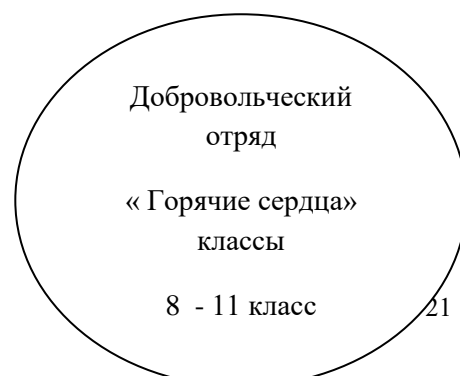 Добровольческий
отряд
« Горячие сердца»
классы
8  - 11 класс
21